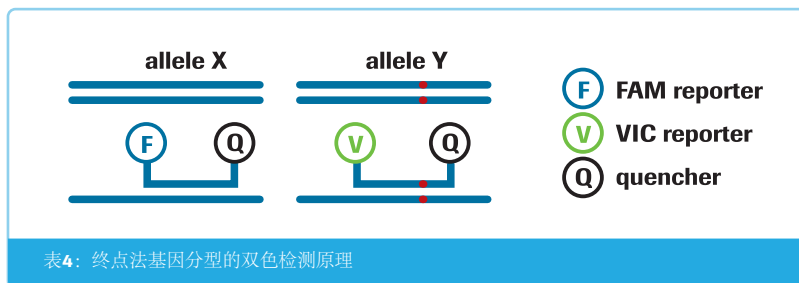 allele X
allele Y
F Q
V Q
F FAM reporter
V VIC reporter
Q quencher
表4：终点法基因分型的双色检测原理